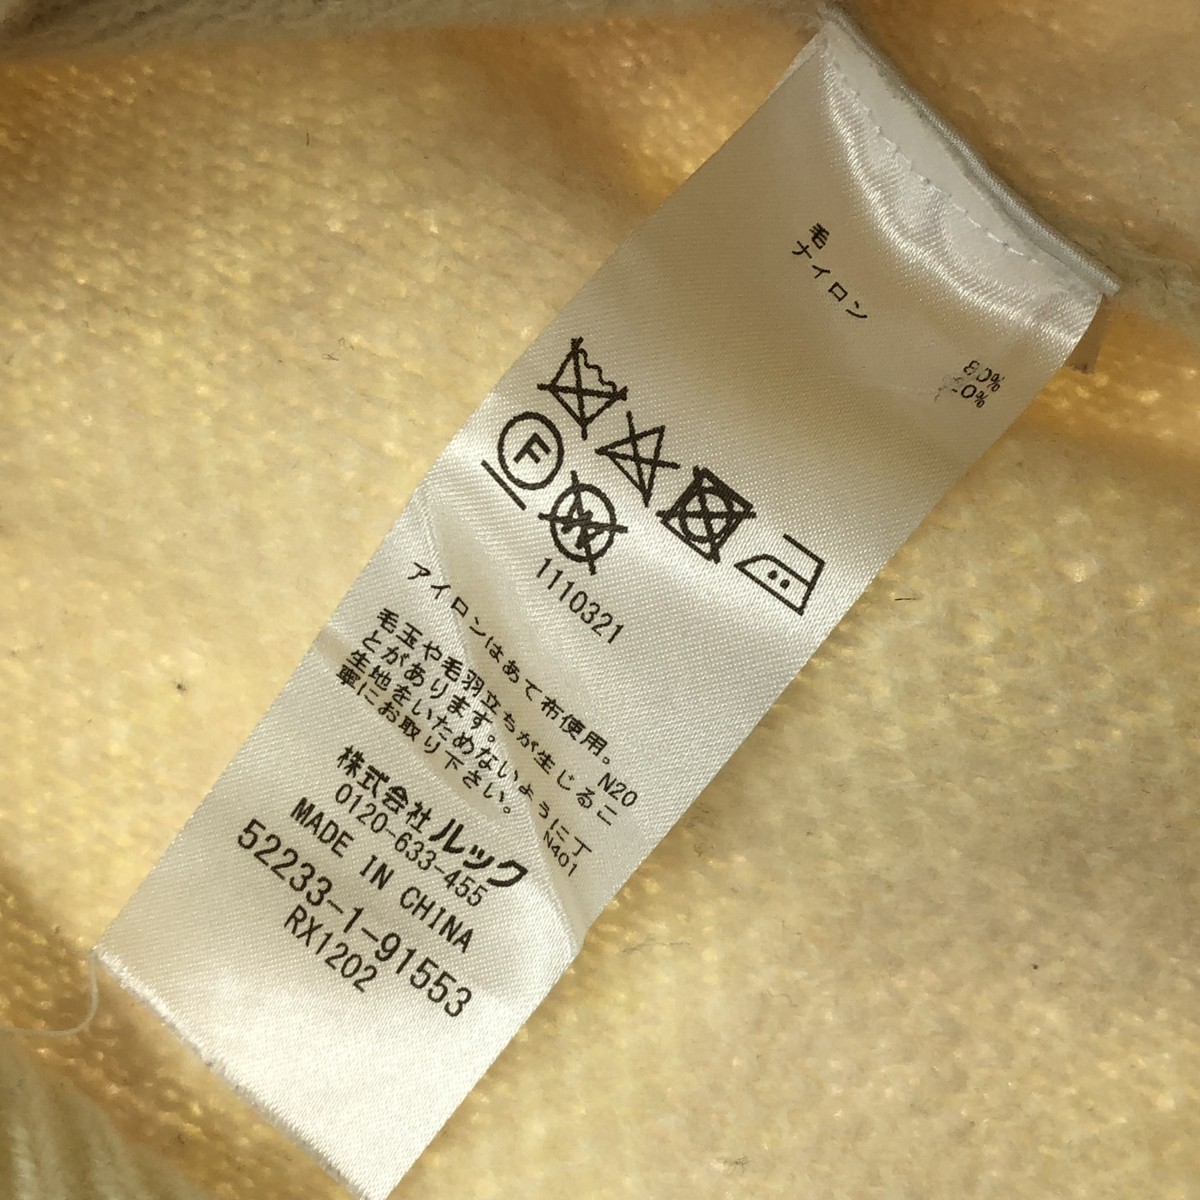 毛 80%
ナイロン 20%
F
W
1110321
アイロンはあて布使用。
N20
毛玉や毛羽立ちが生じるこ
とがあります。
生地をいためないように丁
寧にお取り下さい。
N401
株式会社ルック
0120-633-455
MADE IN CHINA
52233-1-91553
RX1202